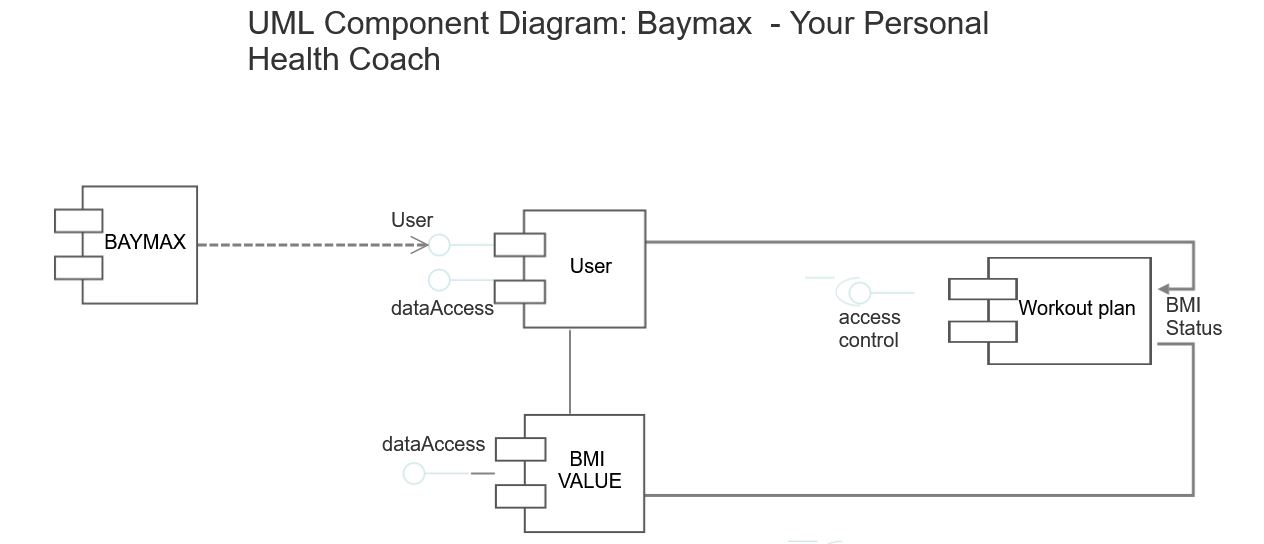 UML Component Diagram: Baymax  - Your Personal
Health Coach
BAYMAX
User
dataAccess
User
access
control
Workout plan
BMI
Status
dataAccess
BMI
VALUE